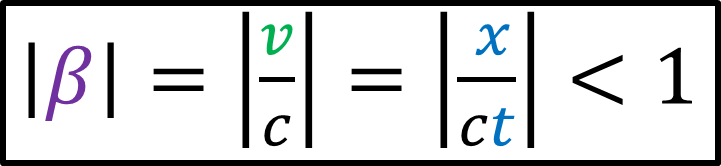 |β| = |v/c| = |x/ct| < 1